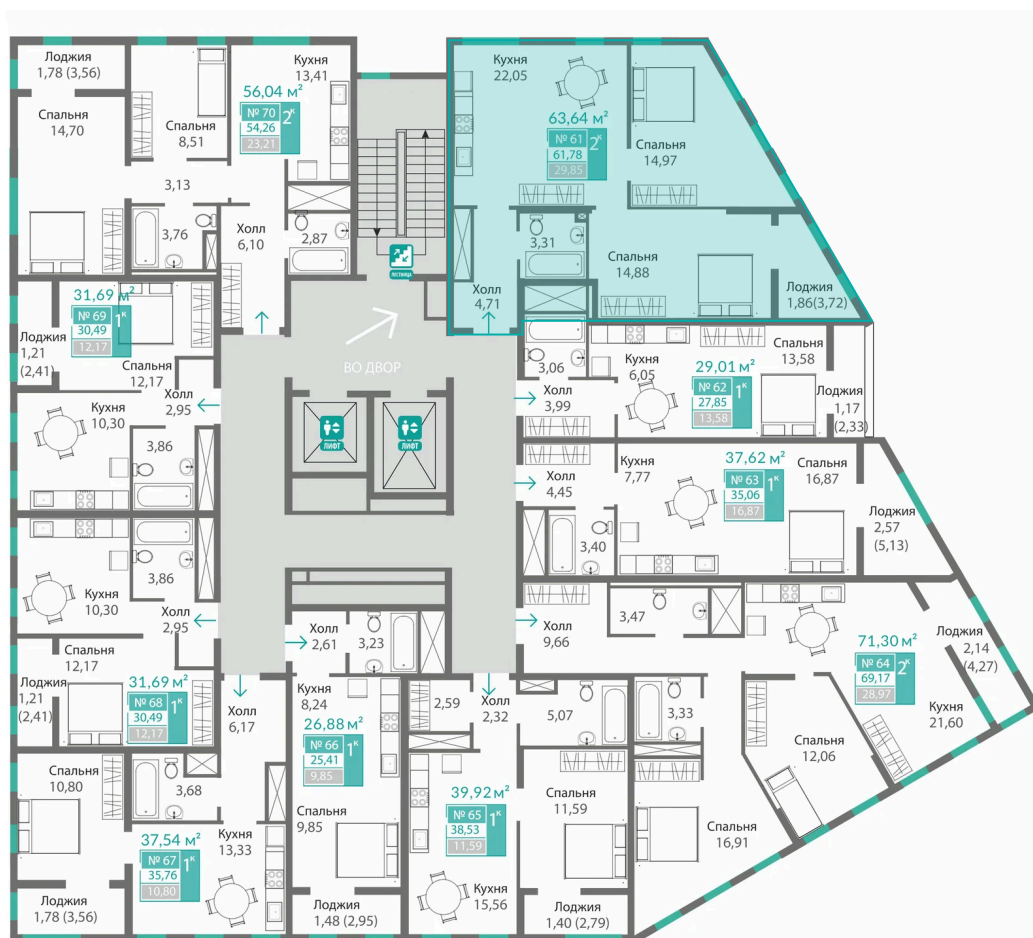 Лоджия
1,78 (3,56)
Спальня
14,70
Спальня
8,51
56,04 м²
№ 70
54,26
23,21
2к
Кухня
13,41
3,13
3,76
Холл
6,10
2,87
ЛЕСТНИЦА
Кухня
22,05
63,64 м²
№ 61
61,78
29,85
2к
Спальня
14,97
3,31
Спальня
14,88
Холл
4,71
Лоджия
1,86(3,72)
31,69 м²
№ 69
30,49
12,17
1к
Лоджия
1,21
(2,41)
Спальня
12,17
Холл
2,95
Кухня
10,30
3,86
ВО ДВОР
ЛИФТ
ЛИФТ
3,06
Кухня
6,05
29,01 м²
№ 62
27,85
13,58
1к
Спальня
13,58
Холл
3,99
Лоджия
1,17
(2,33)
Холл
4,45
Кухня
7,77
37,62 м²
№ 63
35,06
16,87
1к
Спальня
16,87
Лоджия
2,57
(5,13)
3,40
3,86
Кухня
10,30
Холл
2,95
Спальня
12,17
Лоджия
1,21
(2,41)
31,69 м²
№ 68
30,49
12,17
1к
Холл
6,17
Холл
2,61
3,23
Кухня
8,24
26,88 м²
№ 66
25,41
9,85
1к
Спальня
9,85
1,48 (2,95)
Холл
9,66
3,47
71,30 м²
№ 64
69,17
28,97
2к
Лоджия
2,14
(4,27)
Кухня
21,60
Спальня
12,06
3,33
Спальня
16,91
2,59
Холл
2,32
5,07
39,92 м²
№ 65
38,53
11,59
1к
Спальня
11,59
Кухня
15,56
Лоджия
1,40 (2,79)
Спальня
10,80
3,68
37,54 м²
№ 67
35,76
10,80
1к
Кухня
13,33
Лоджия
1,78 (3,56)
Лоджия